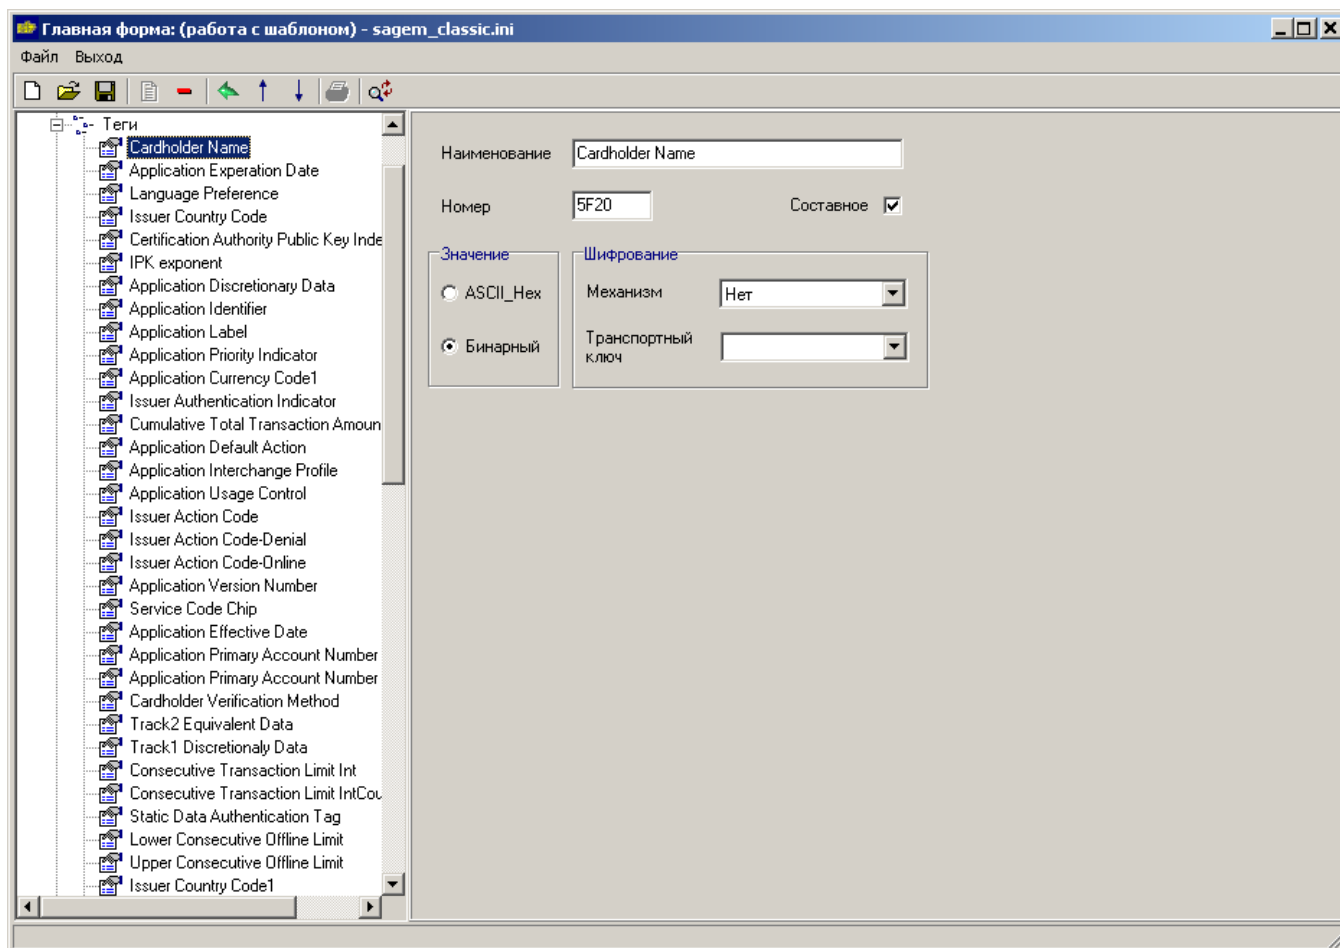 Главная форма: (работа с шаблоном) - sagem_classic.ini
Файл Выход
Теги
Cardholder Name
Application Experation Date
Language Preference
Issuer Country Code
Certification Authority Public Key Inde
IPK exponent
Application Discretionary Data
Application Identifier
Application Label
Application Priority Indicator
Application Currency Code1
Issuer Authentication Indicator
Cumulative Total Transaction Amoun
Application Default Action
Application Interchange Profile
Application Usage Control
Issuer Action Code
Issuer Action Code-Denial
Issuer Action Code-Online
Application Version Number
Service Code Chip
Application Effective Date
Application Primary Account Number
Application Primary Account Number
Cardholder Verification Method
Track2 Equivalent Data
Track1 Discretionaly Data
Consecutive Transaction Limit Int
Consecutive Transaction Limit IntCou
Static Data Authentication Tag
Lower Consecutive Offline Limit
Upper Consecutive Offline Limit
Issuer Country Code1
Наименование Cardholder Name
Номер 5F20 Составное
Значение
ASCII_Hex
Бинарный
Шифрование
Механизм Нет
Транспортный
ключ